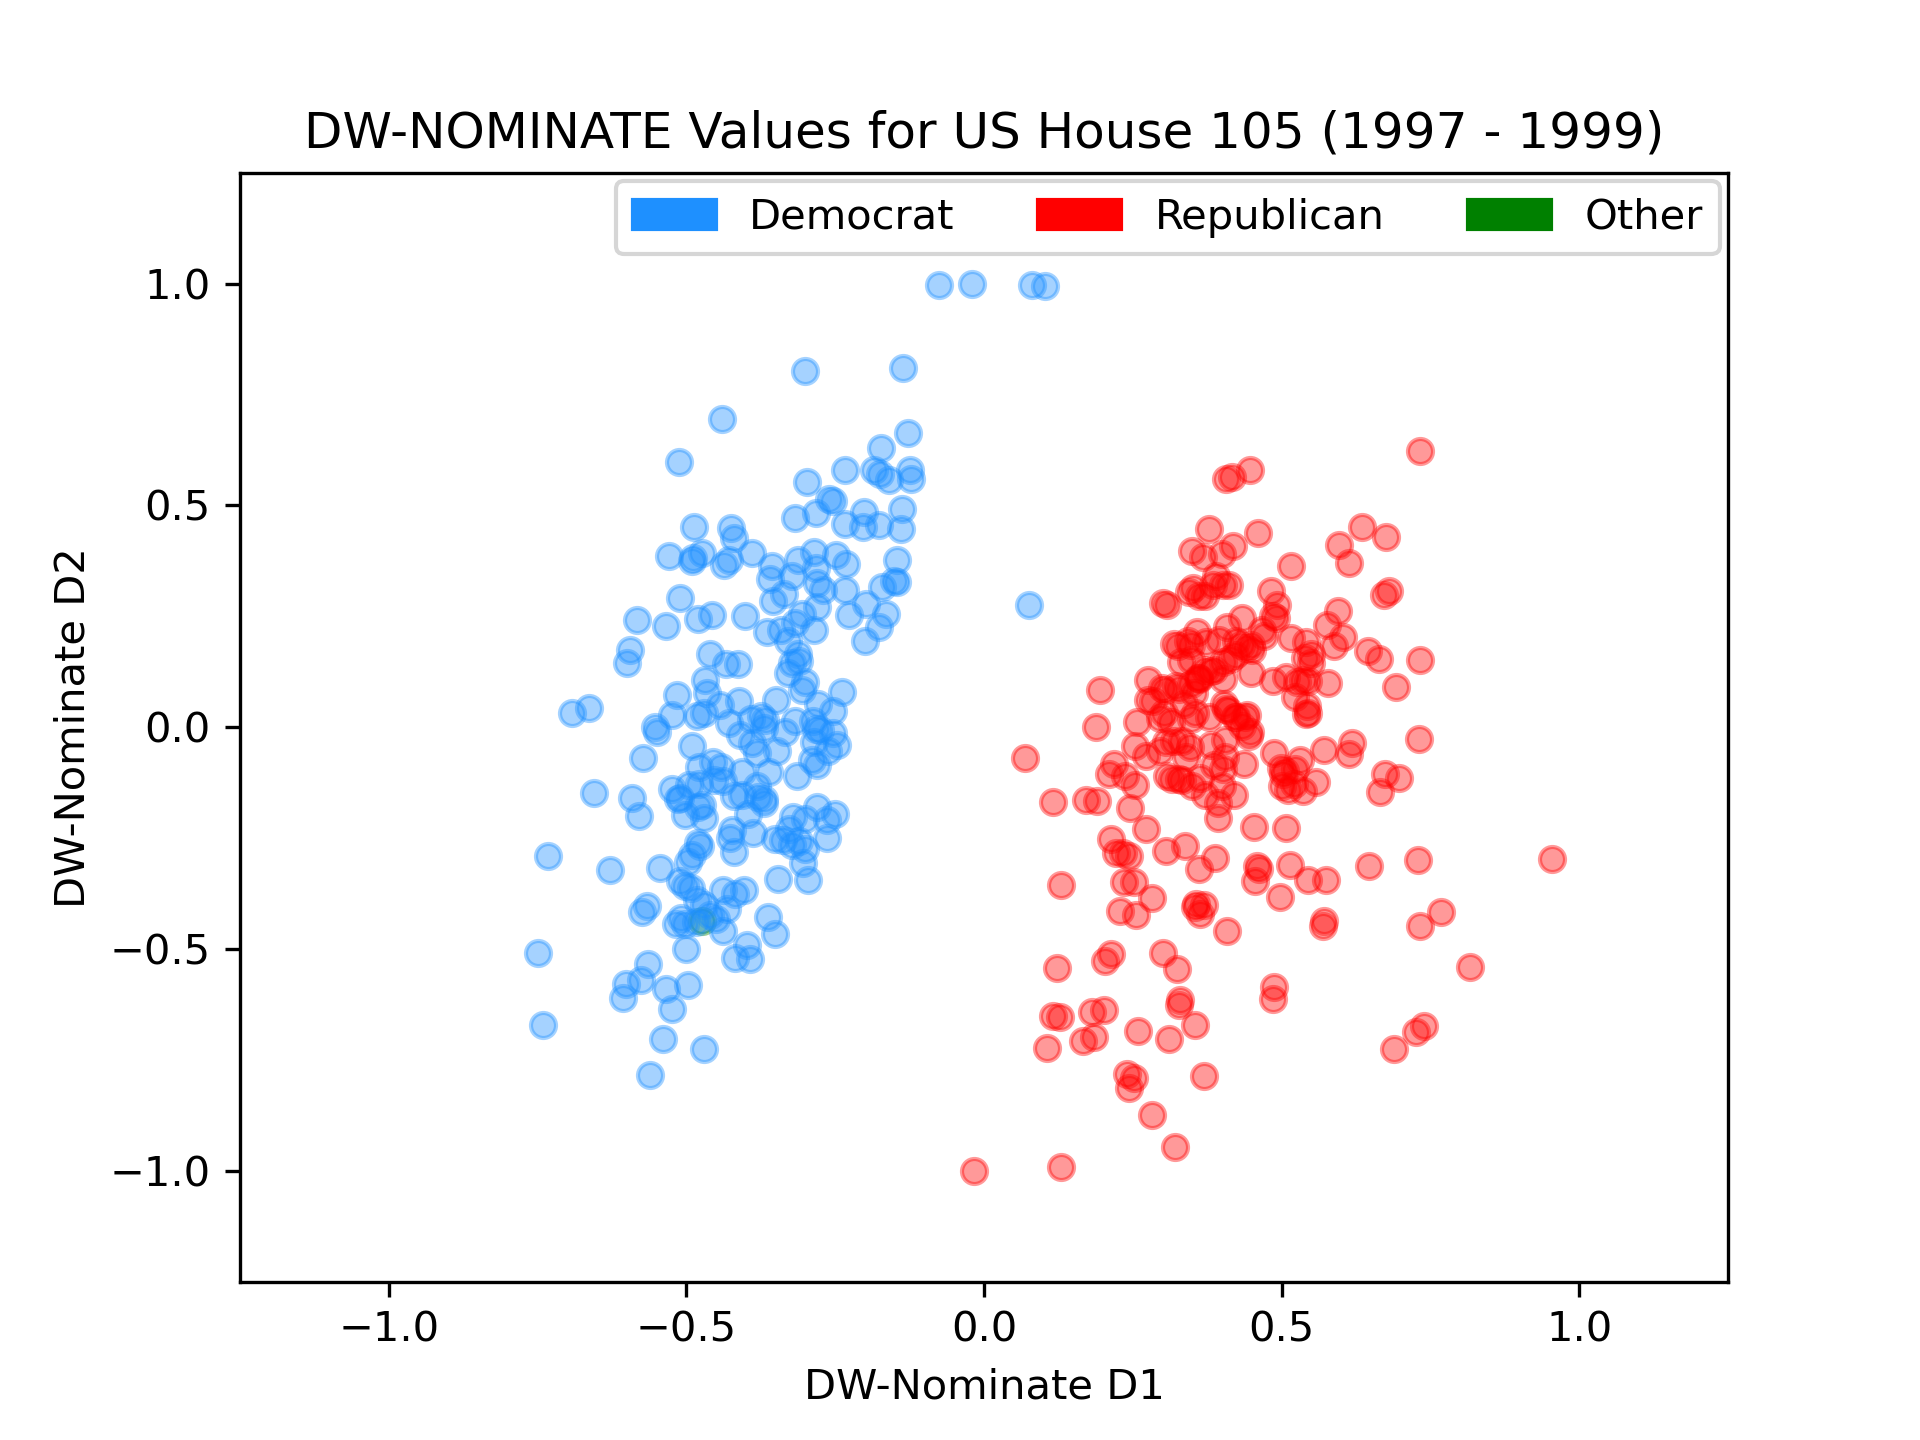 DW-NOMINATE Values for US House 105 (1997 - 1999)
Democrat Republican Other
1.0
0.5
0.0
−0.5
−1.0
DW-Nominate D2
−1.0 −0.5 0.0 0.5 1.0
DW-Nominate D1